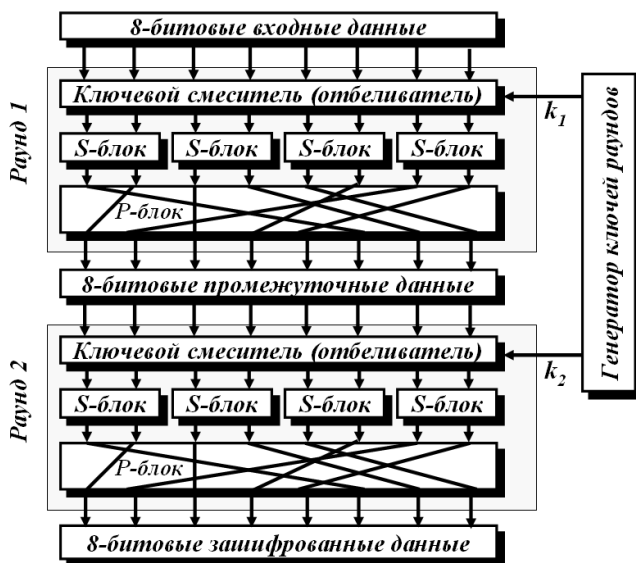 8-битовые входные данные
Раунд 1
Ключевой смеситель (отбеливатель)
k1
S-блок S-блок S-блок S-блок
P-блок
8-битовые промежуточные данные
Генератор ключей раундов
Раунд 2
Ключевой смеситель (отбеливатель)
k2
S-блок S-блок S-блок S-блок
P-блок
8-битовые зашифрованные данные